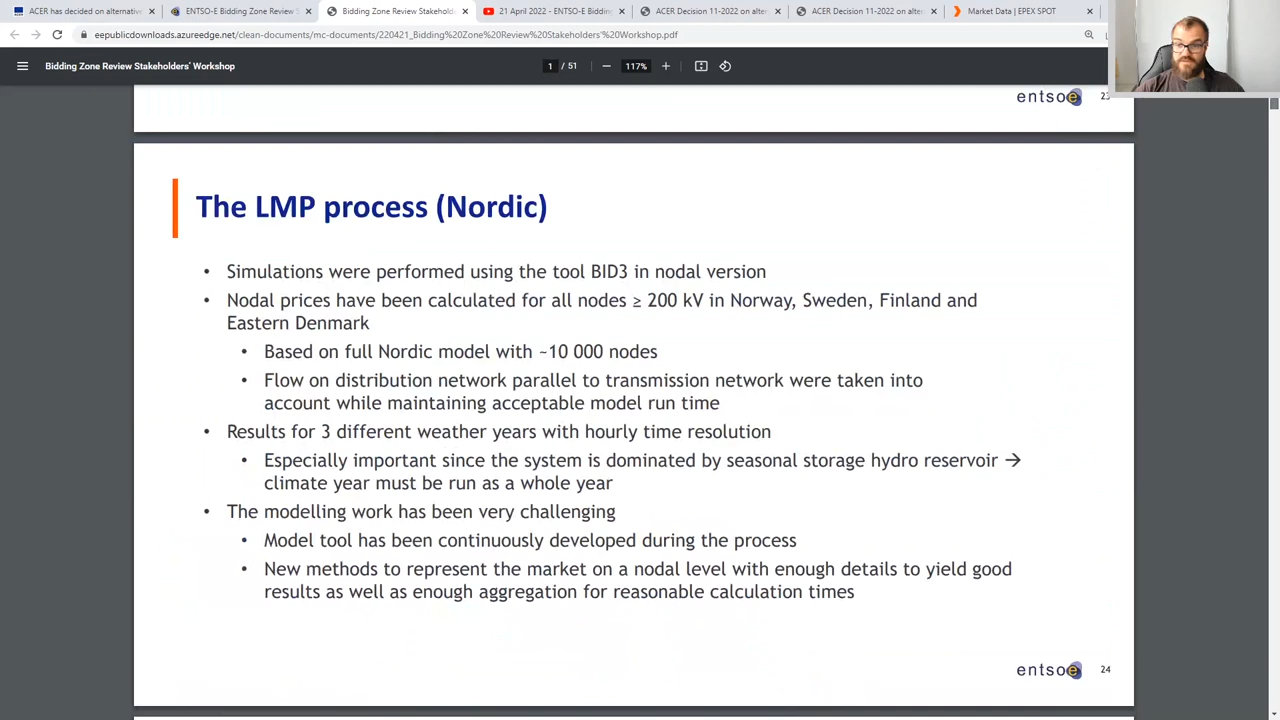 ACER has decided on alternative
ENTSO-E Bidding Zone Review S
Bidding Zone Review Stakehold
21 April 2022 - ENTSO-E Bidding
ACER Decision 11-2022 on alter
ACER Decision 11-2022 on alter
Market Data | EPEX SPOT
eepublicdownloads.azureedge.net/clean-documents/mc-documents/220421_Bidding%20Zone%20Review%20Stakeholders'%20Workshop.pdf
Bidding Zone Review Stakeholders' Workshop
1 / 51
117%
entsoe
23
The LMP process (Nordic)
• Simulations were performed using the tool BID3 in nodal version
• Nodal prices have been calculated for all nodes ≥ 200 kV in Norway, Sweden, Finland and
Eastern Denmark
• Based on full Nordic model with ~10 000 nodes
• Flow on distribution network parallel to transmission network were taken into
account while maintaining acceptable model run time
• Results for 3 different weather years with hourly time resolution
• Especially important since the system is dominated by seasonal storage hydro reservoir →
climate year must be run as a whole year
• The modelling work has been very challenging
• Model tool has been continuously developed during the process
• New methods to represent the market on a nodal level with enough details to yield good
results as well as enough aggregation for reasonable calculation times
entsoe
24